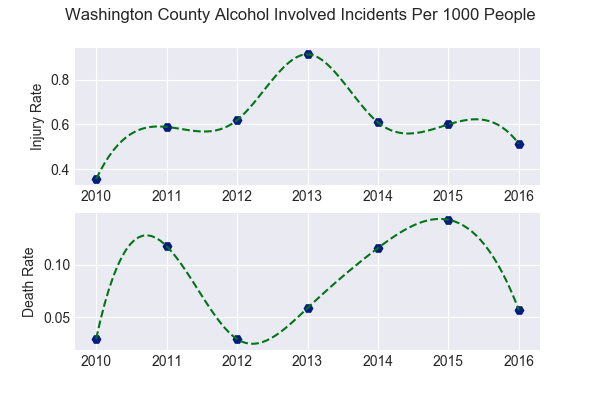 Washington County Alcohol Involved Incidents Per 1000 People
Injury Rate
0.8
0.6
0.4
2010 2011 2012 2013 2014 2015 2016
Death Rate
0.10
0.05
2010 2011 2012 2013 2014 2015 2016